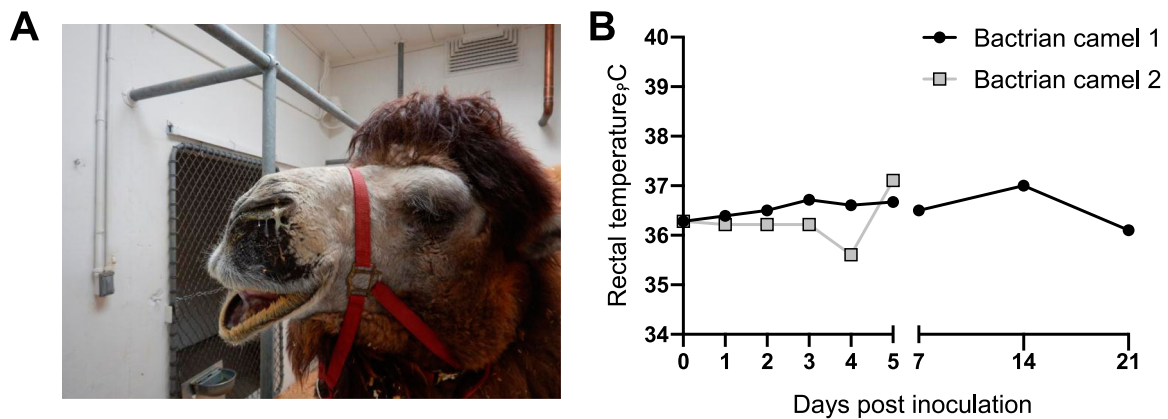 A
B
Bactrian camel 1
Bactrian camel 2
Rectal temperature,ºC
40
39
38
37
36
35
34
0 1 2 3 4 5 7 14 21
Days post inoculation